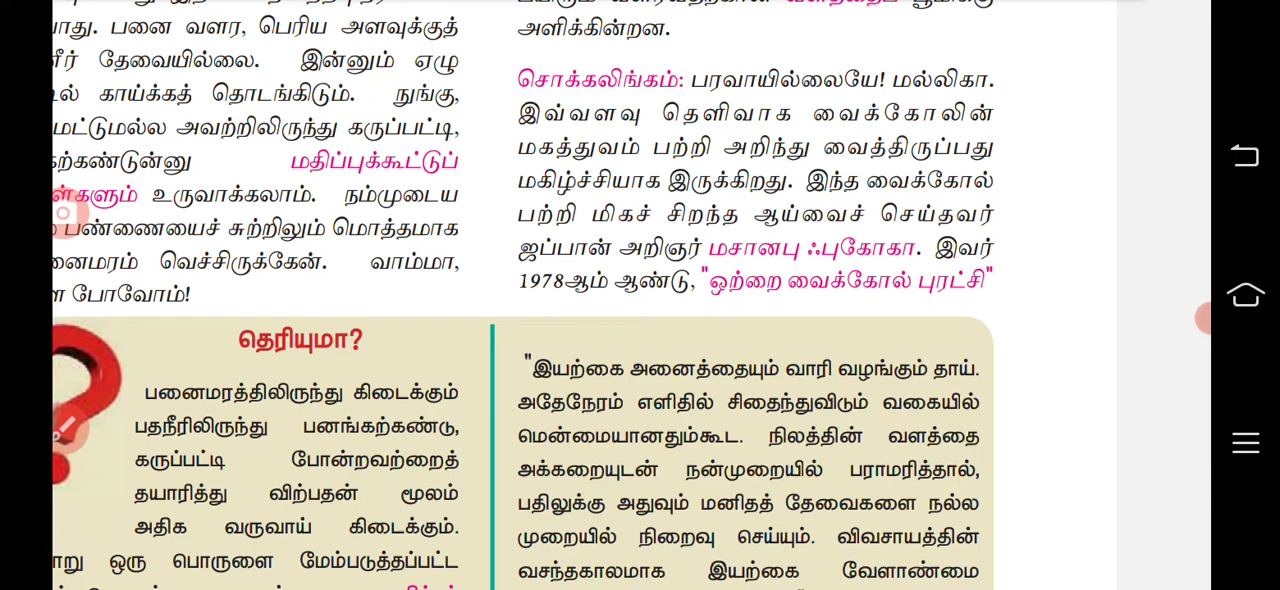 பாது. பனை வளர, பெரிய அளவுக்குத்
தேவையில்லை. இன்னும் ஏழு
காய்க்கத் தொடங்கிடும். நுங்கு,
மட்டுமல்ல அவற்றிலிருந்து கருப்பட்டி,
கற்கண்டுன்னு மதிப்புக்கூட்டுப்
உருவாக்கலாம். நம்முடைய
பண்ணையைச் சுற்றிலும் மொத்தமாக
னைமரம் வெச்சிருக்கேன். வாம்மா,
போவோம்!
தெரியுமா?
பனைமரத்திலிருந்து கிடைக்கும்
பதநீரிலிருந்து பனங்கற்கண்டு,
கருப்பட்டி போன்றவற்றைத்
தயாரித்து விற்பதன் மூலம்
அதிக வருவாய் கிடைக்கும்.
ஒரு பொருளை மேம்படுத்தப்பட்ட
அளிக்கின்றன.
சொக்கலிங்கம்: பரவாயில்லையே! மல்லிகா.
இவ்வளவு தெளிவாக வைக்கோலின்
மகத்துவம் பற்றி அறிந்து வைத்திருப்பது
மகிழ்ச்சியாக இருக்கிறது. இந்த வைக்கோல்
பற்றி மிகச் சிறந்த ஆய்வைச் செய்தவர்
ஜப்பான் அறிஞர் மசானபு ஃபுகோகா. இவர்
1978ஆம் ஆண்டு, "ஒற்றை வைக்கோல் புரட்சி"
"இயற்கை அனைத்தையும் வாரி வழங்கும் தாய்.
அதேநேரம் எளிதில் சிதைந்துவிடும் வகையில்
மென்மையானதும்கூட. நிலத்தின் வளத்தை
அக்கறையுடன் நன்முறையில் பராமரித்தால்,
பதிலுக்கு அதுவும் மனிதத் தேவைகளை நல்ல
முறையில் நிறைவு செய்யும். விவசாயத்தின்
வசந்தகாலமாக இயற்கை வேளாண்மை